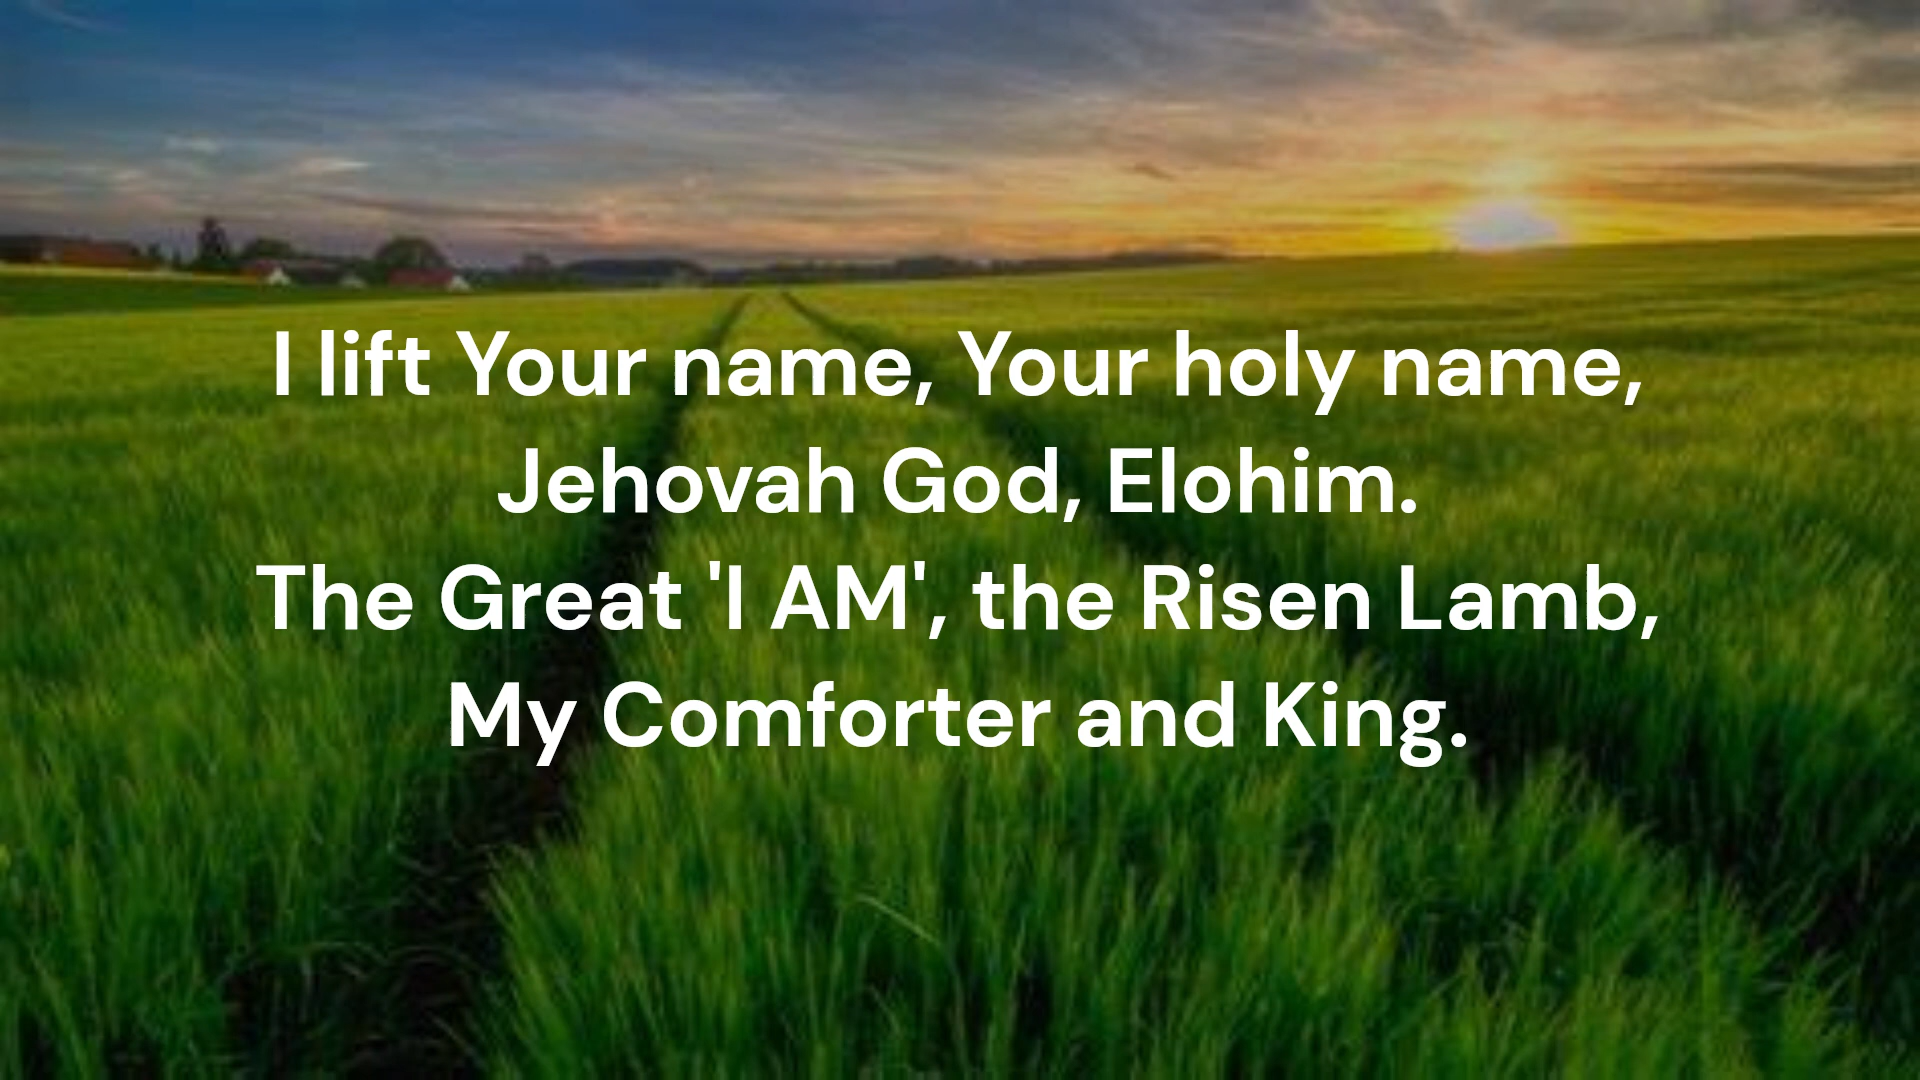 I lift Your name, Your holy name,
Jehovah God, Elohim.
The Great 'I AM', the Risen Lamb,
My Comforter and King.